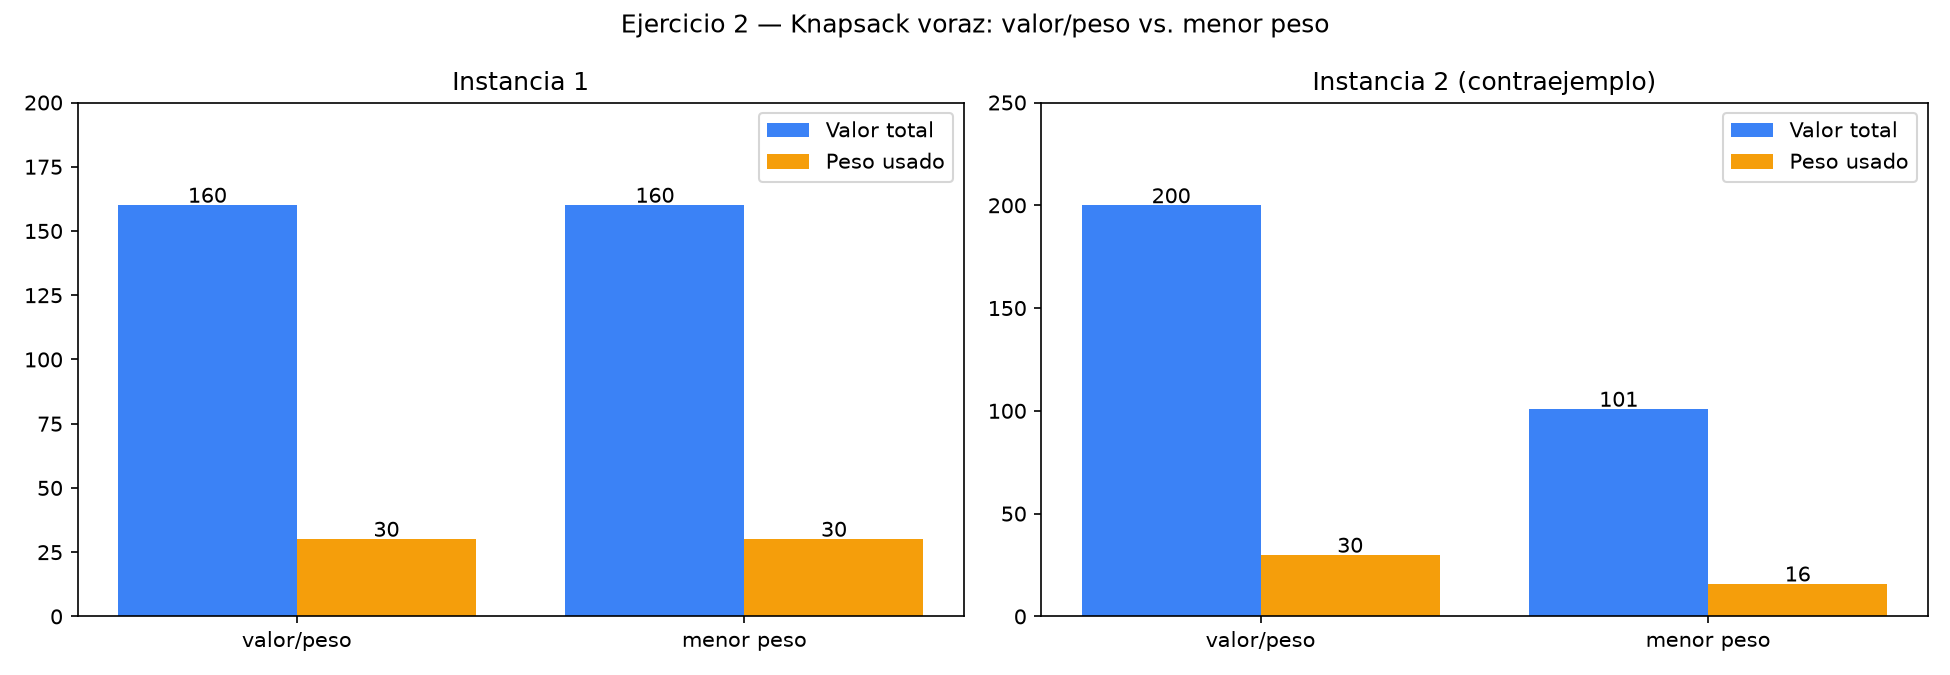 Ejercicio 2 — Knapsack voraz: valor/peso vs. menor peso
Instancia 1
200
175
150
125
100
75
50
25
0
Valor total
Peso usado
160
30
160
30
valor/peso
menor peso
Instancia 2 (contraejemplo)
250
200
150
100
50
0
Valor total
Peso usado
200
30
101
16
valor/peso
menor peso